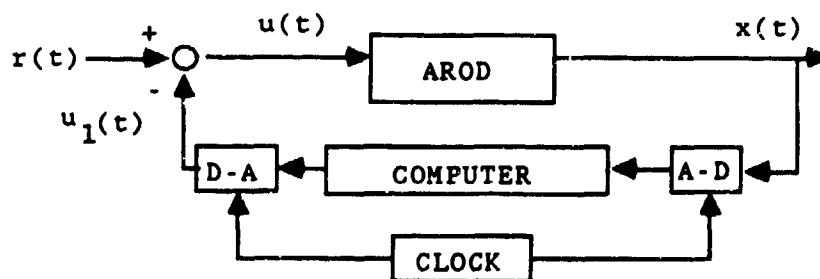 u(t) x(t)
+
r(t) AROD
-
u1(t)
D-A COMPUTER A-D
CLOCK